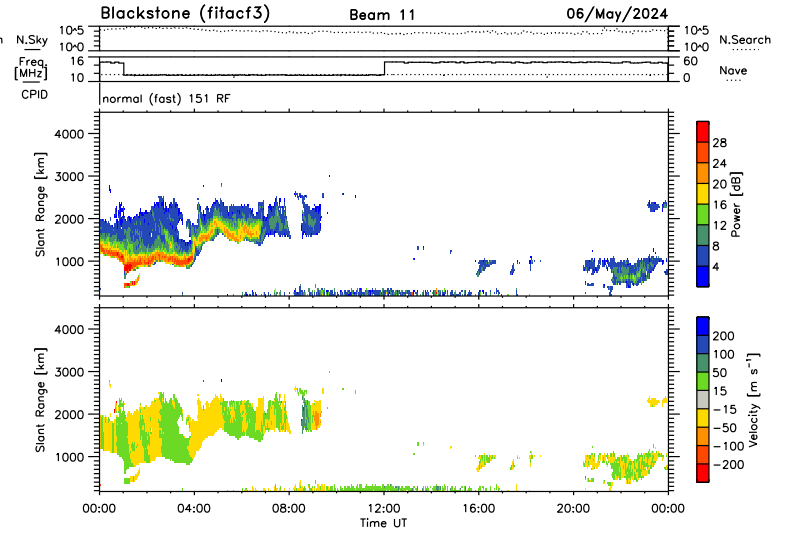 Blackstone (fitacf3) Beam 11 06/May/2024
N.Sky 10^5 10^5 N.Search
10^0 10^0
Freq. 16 60
[MHz] 10 0 Nave
CPID normal (fast) 151 RF
4000
3000
2000
1000
Slant Range [km]
28
24
20
16
12
8
4
Power [dB]
4000
3000
2000
1000
Slant Range [km]
200
100
50
15
−15
−50
−100
−200
Velocity [m s⁻¹]
00:00 04:00 08:00 12:00 16:00 20:00 00:00
Time UT